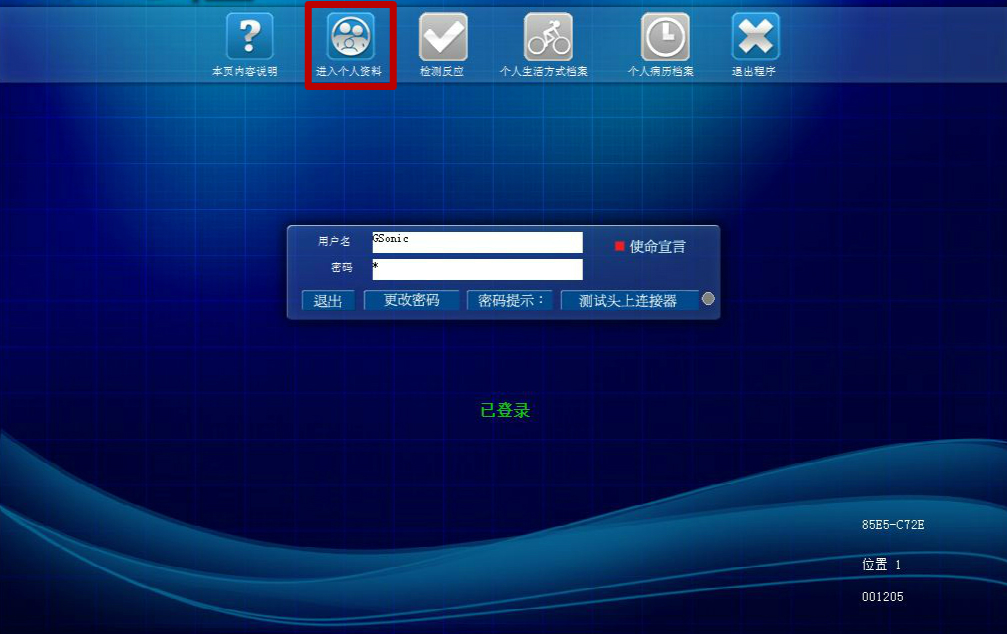 本页内容说明 进入个人资料 检测反应 个人生活方式档案 个人病历档案 退出程序
用户名 GSonic 使命宣言
密码 *
退出 更改密码 密码提示： 测试头上连接器
已登录
85E5-C72E
位置 1
001205